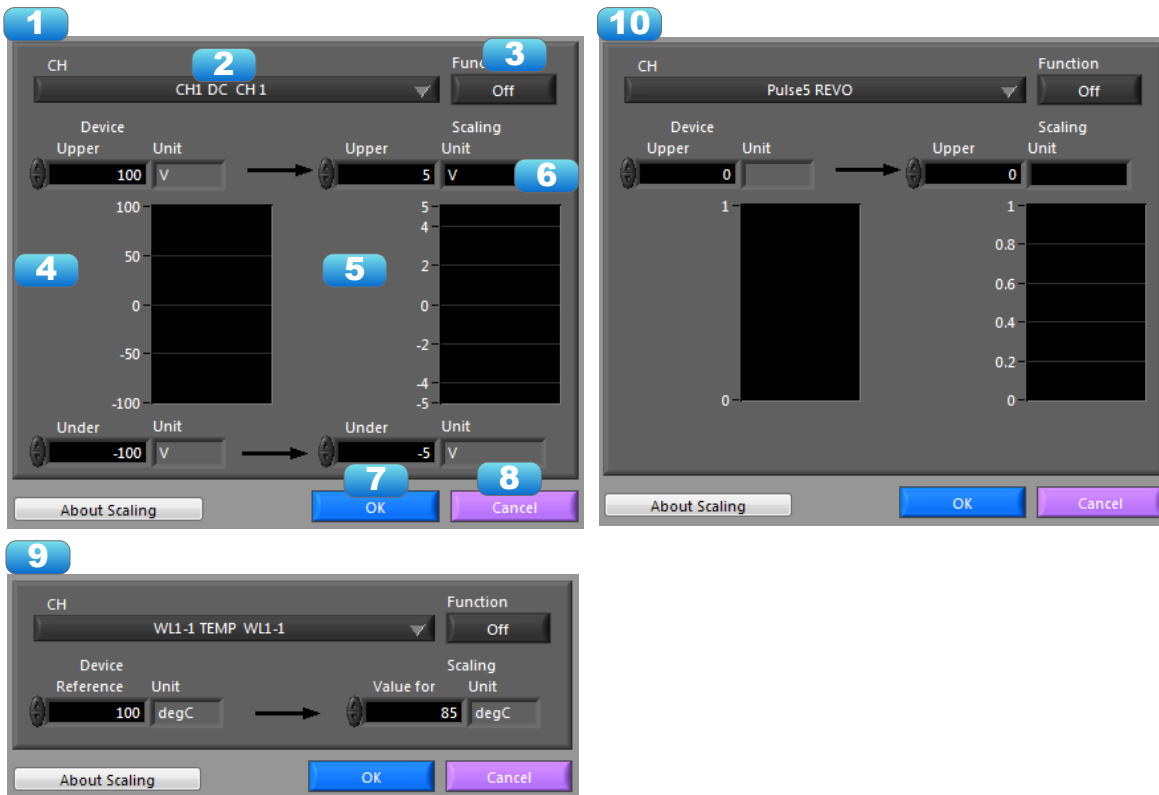 1
CH
2
Func
3
CH1 DC CH 1
Off
Device
Scaling
Upper Unit
Upper Unit
100 V
5 V
6
100
50
0
-50
-100
4
5
5
4
2
0
-2
-4
-5
Under Unit
Under Unit
-100 V
-5 V
7
8
About Scaling
OK
Cancel
10
CH
Function
Pulse5 REVO
Off
Device
Scaling
Upper Unit
Upper Unit
0
0
1
0
1
0.8
0.6
0.4
0.2
0
About Scaling
OK
Cancel
9
CH
Function
WL1-1 TEMP WL1-1
Off
Device
Scaling
Reference Unit
Value for Unit
100 degC
85 degC
About Scaling
OK
Cancel